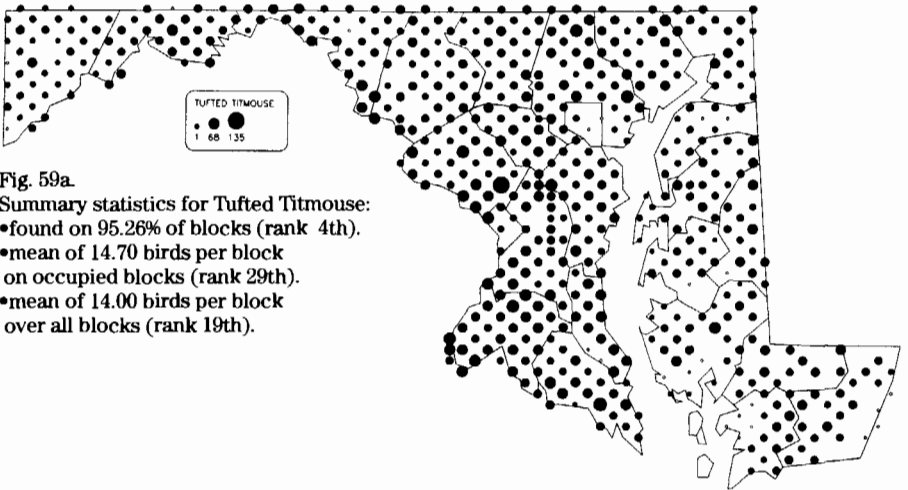 TUFTED TITMOUSE
1 68 135
Fig. 59a.
Summary statistics for Tufted Titmouse:
•found on 95.26% of blocks (rank 4th).
•mean of 14.70 birds per block
on occupied blocks (rank 29th).
•mean of 14.00 birds per block
over all blocks (rank 19th).